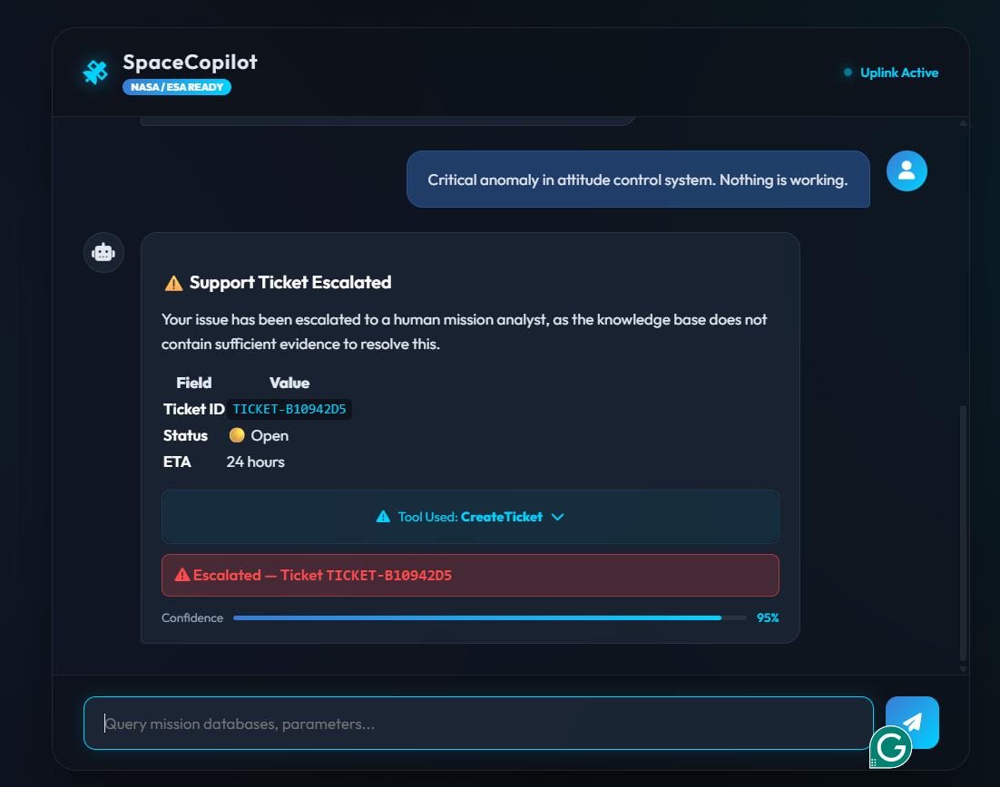 SpaceCopilot
NASA / ESA READY
Uplink Active
Critical anomaly in attitude control system. Nothing is working.
⚠️ Support Ticket Escalated
Your issue has been escalated to a human mission analyst, as the knowledge base does not
contain sufficient evidence to resolve this.
Field Value
Ticket ID TICKET-B10942D5
Status 🟡 Open
ETA 24 hours
Tool Used: CreateTicket
Escalated — Ticket TICKET-B10942D5
Confidence 95%
Query mission databases, parameters...
G